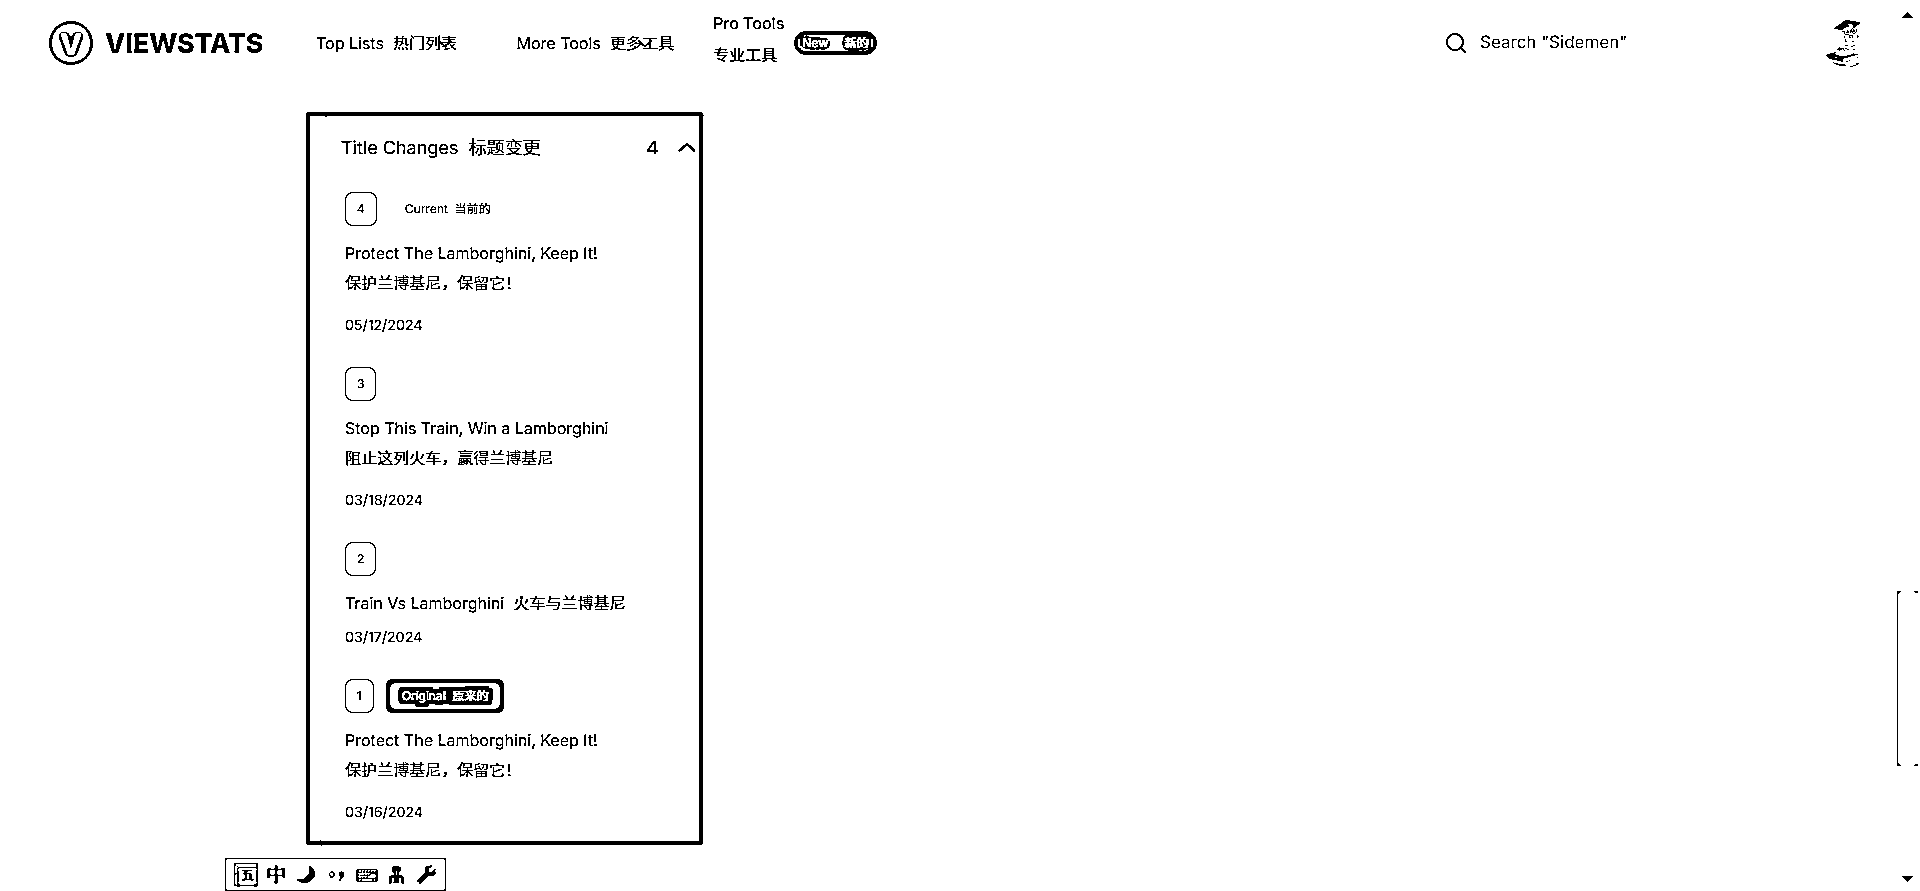 VIEWSTATS
Top Lists 热门列表
More Tools 更多工具
Pro Tools
专业工具
New 新的
Search "Sidemen"
Title Changes 标题变更
4
4
Current 当前的
Protect The Lamborghini, Keep It!
保护兰博基尼，保留它！
05/12/2024
3
Stop This Train, Win a Lamborghini
阻止这列火车，赢得兰博基尼
03/18/2024
2
Train Vs Lamborghini 火车与兰博基尼
03/17/2024
1
Original 原来的
Protect The Lamborghini, Keep It!
保护兰博基尼，保留它！
03/16/2024
五 中